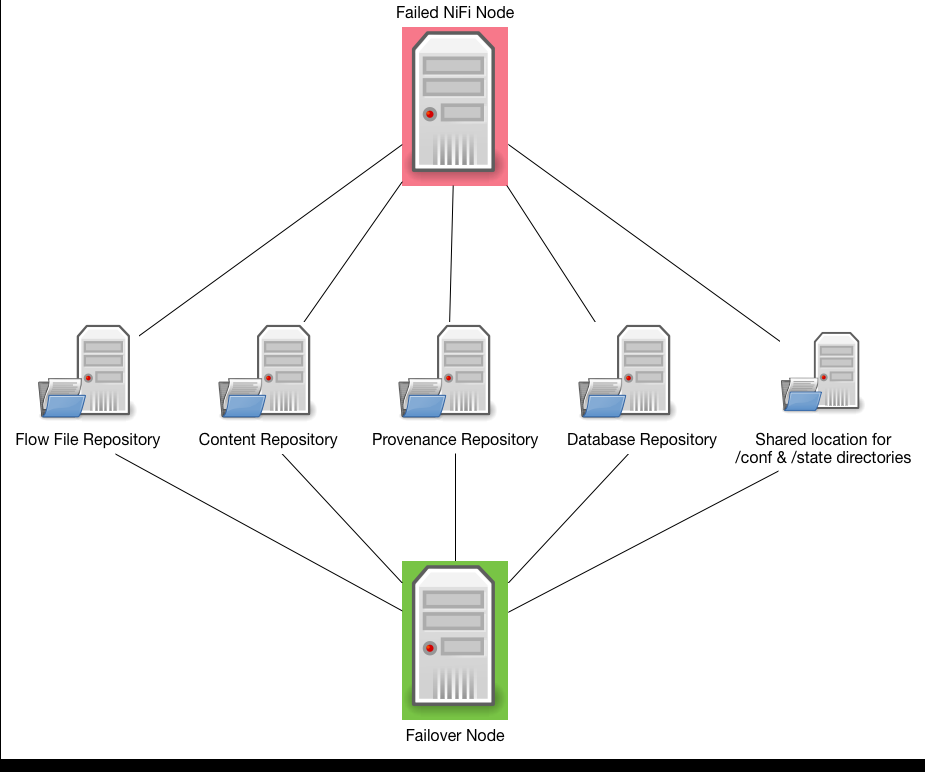 Failed NiFi Node
Flow File Repository
Content Repository
Provenance Repository
Database Repository
Shared location for
/conf & /state directories
Failover Node